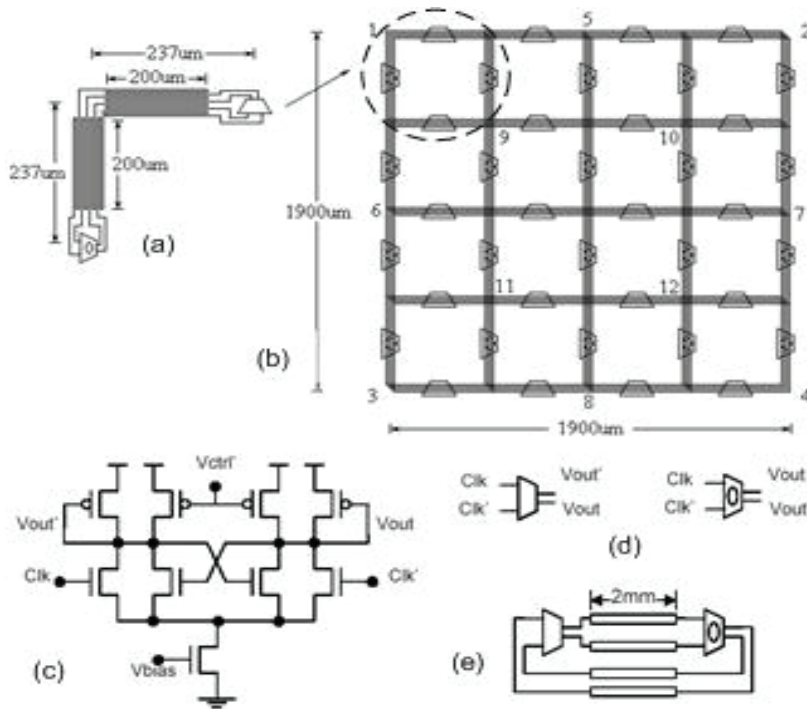 1
5
2
237um
200um
200um
237um
(a)
9
10
6
7
1900um
11
12
(b)
3
8
4
1900um
Vctrl'
Vout'
Vout
Clk
Clk'
Vbias
(c)
Clk
Clk'
Vout'
Vout
Clk
Clk'
Vout
Vout'
(d)
2mm
(e)